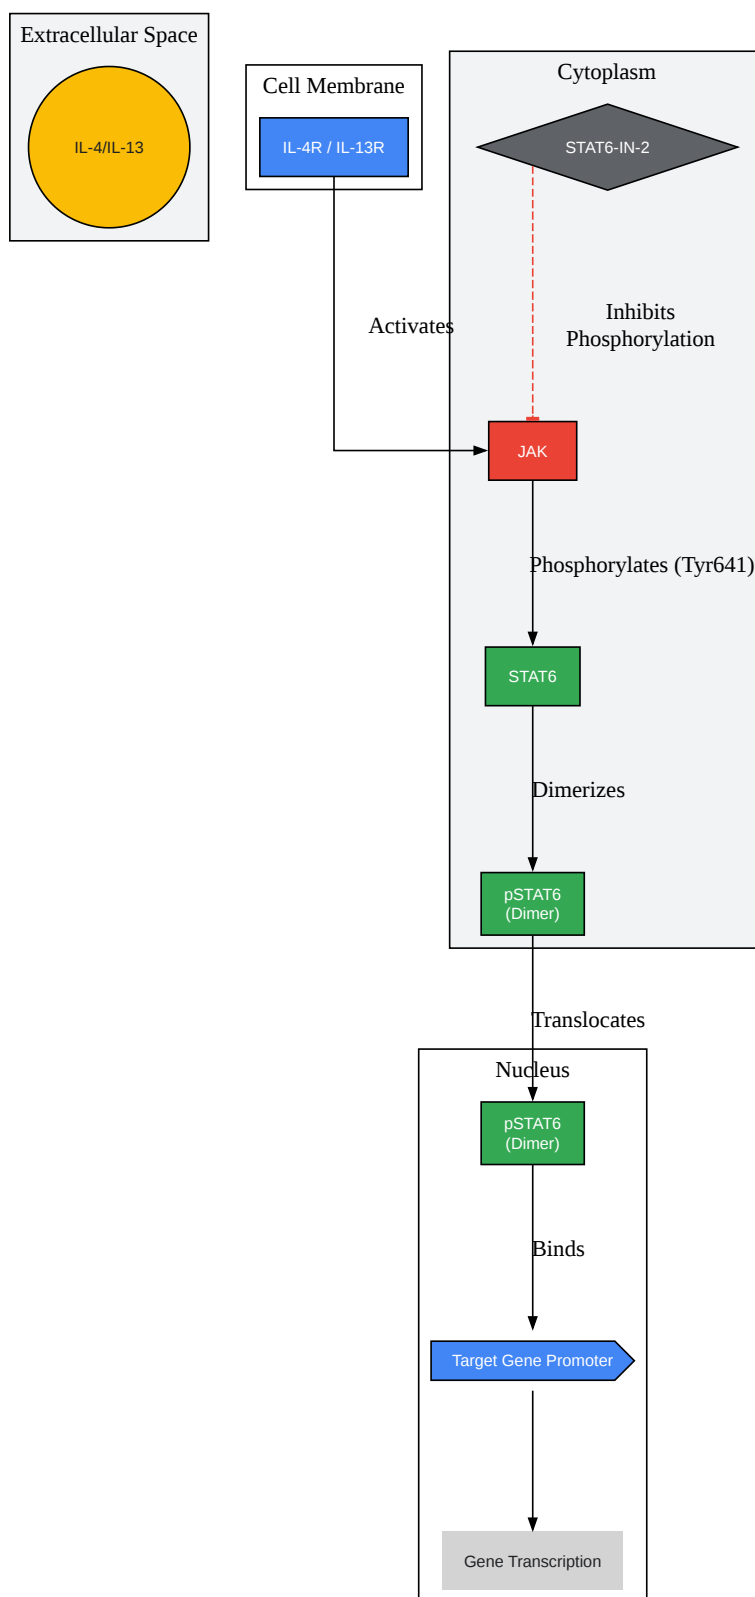 Extracellular Space
IL-4/IL-13
Cell Membrane
IL-4R / IL-13R
Cytoplasm
STAT6-IN-2
Activates
Inhibits
Phosphorylation
JAK
Phosphorylates (Tyr641)
STAT6
Dimerizes
pSTAT6
(Dimer)
Translocates
Nucleus
pSTAT6
(Dimer)
Binds
Target Gene Promoter
Gene Transcription